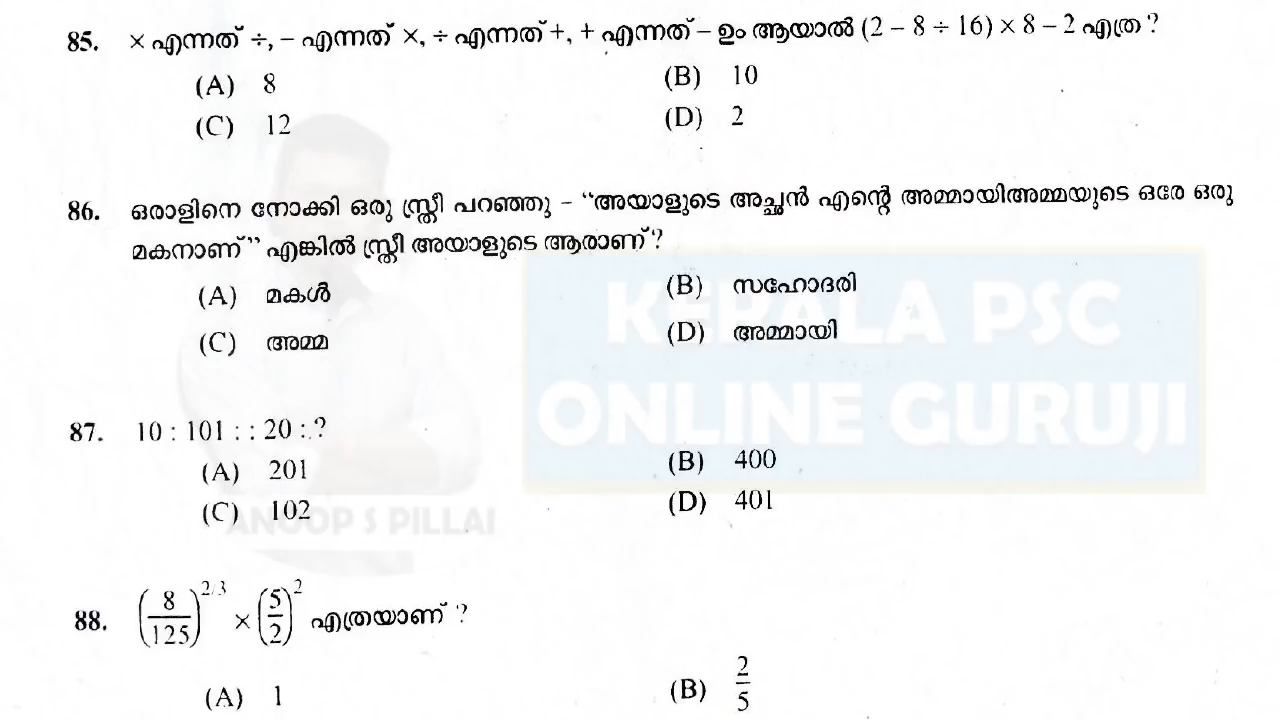 85. × എന്നത് ÷, – എന്നത് ×, ÷ എന്നത് +, + എന്നത് – ഉം ആയാൽ (2 – 8 ÷ 16) × 8 – 2 എത്ര ?
(A) 8 (B) 10
(C) 12 (D) 2
86. ഒരാളിനെ നോക്കി ഒരു സ്ത്രീ പറഞ്ഞു – “അയാളുടെ അച്ഛൻ എന്റെ അമ്മായിഅമ്മയുടെ ഒരേ ഒരു
മകനാണ്” എങ്കിൽ സ്ത്രീ അയാളുടെ ആരാണ് ?
(A) മകൾ (B) സഹോദരി
(C) അമ്മ (D) അമ്മായി
KERALA PSC
ONLINE GURUJI
87. 10 : 101 : : 20 : ?
(A) 201 (B) 400
(C) 102 (D) 401
ANOOP S PILLAI
88. (8/125)^2/3 × (5/2)^2 എത്രയാണ് ?
(A) 1 (B) 2/5